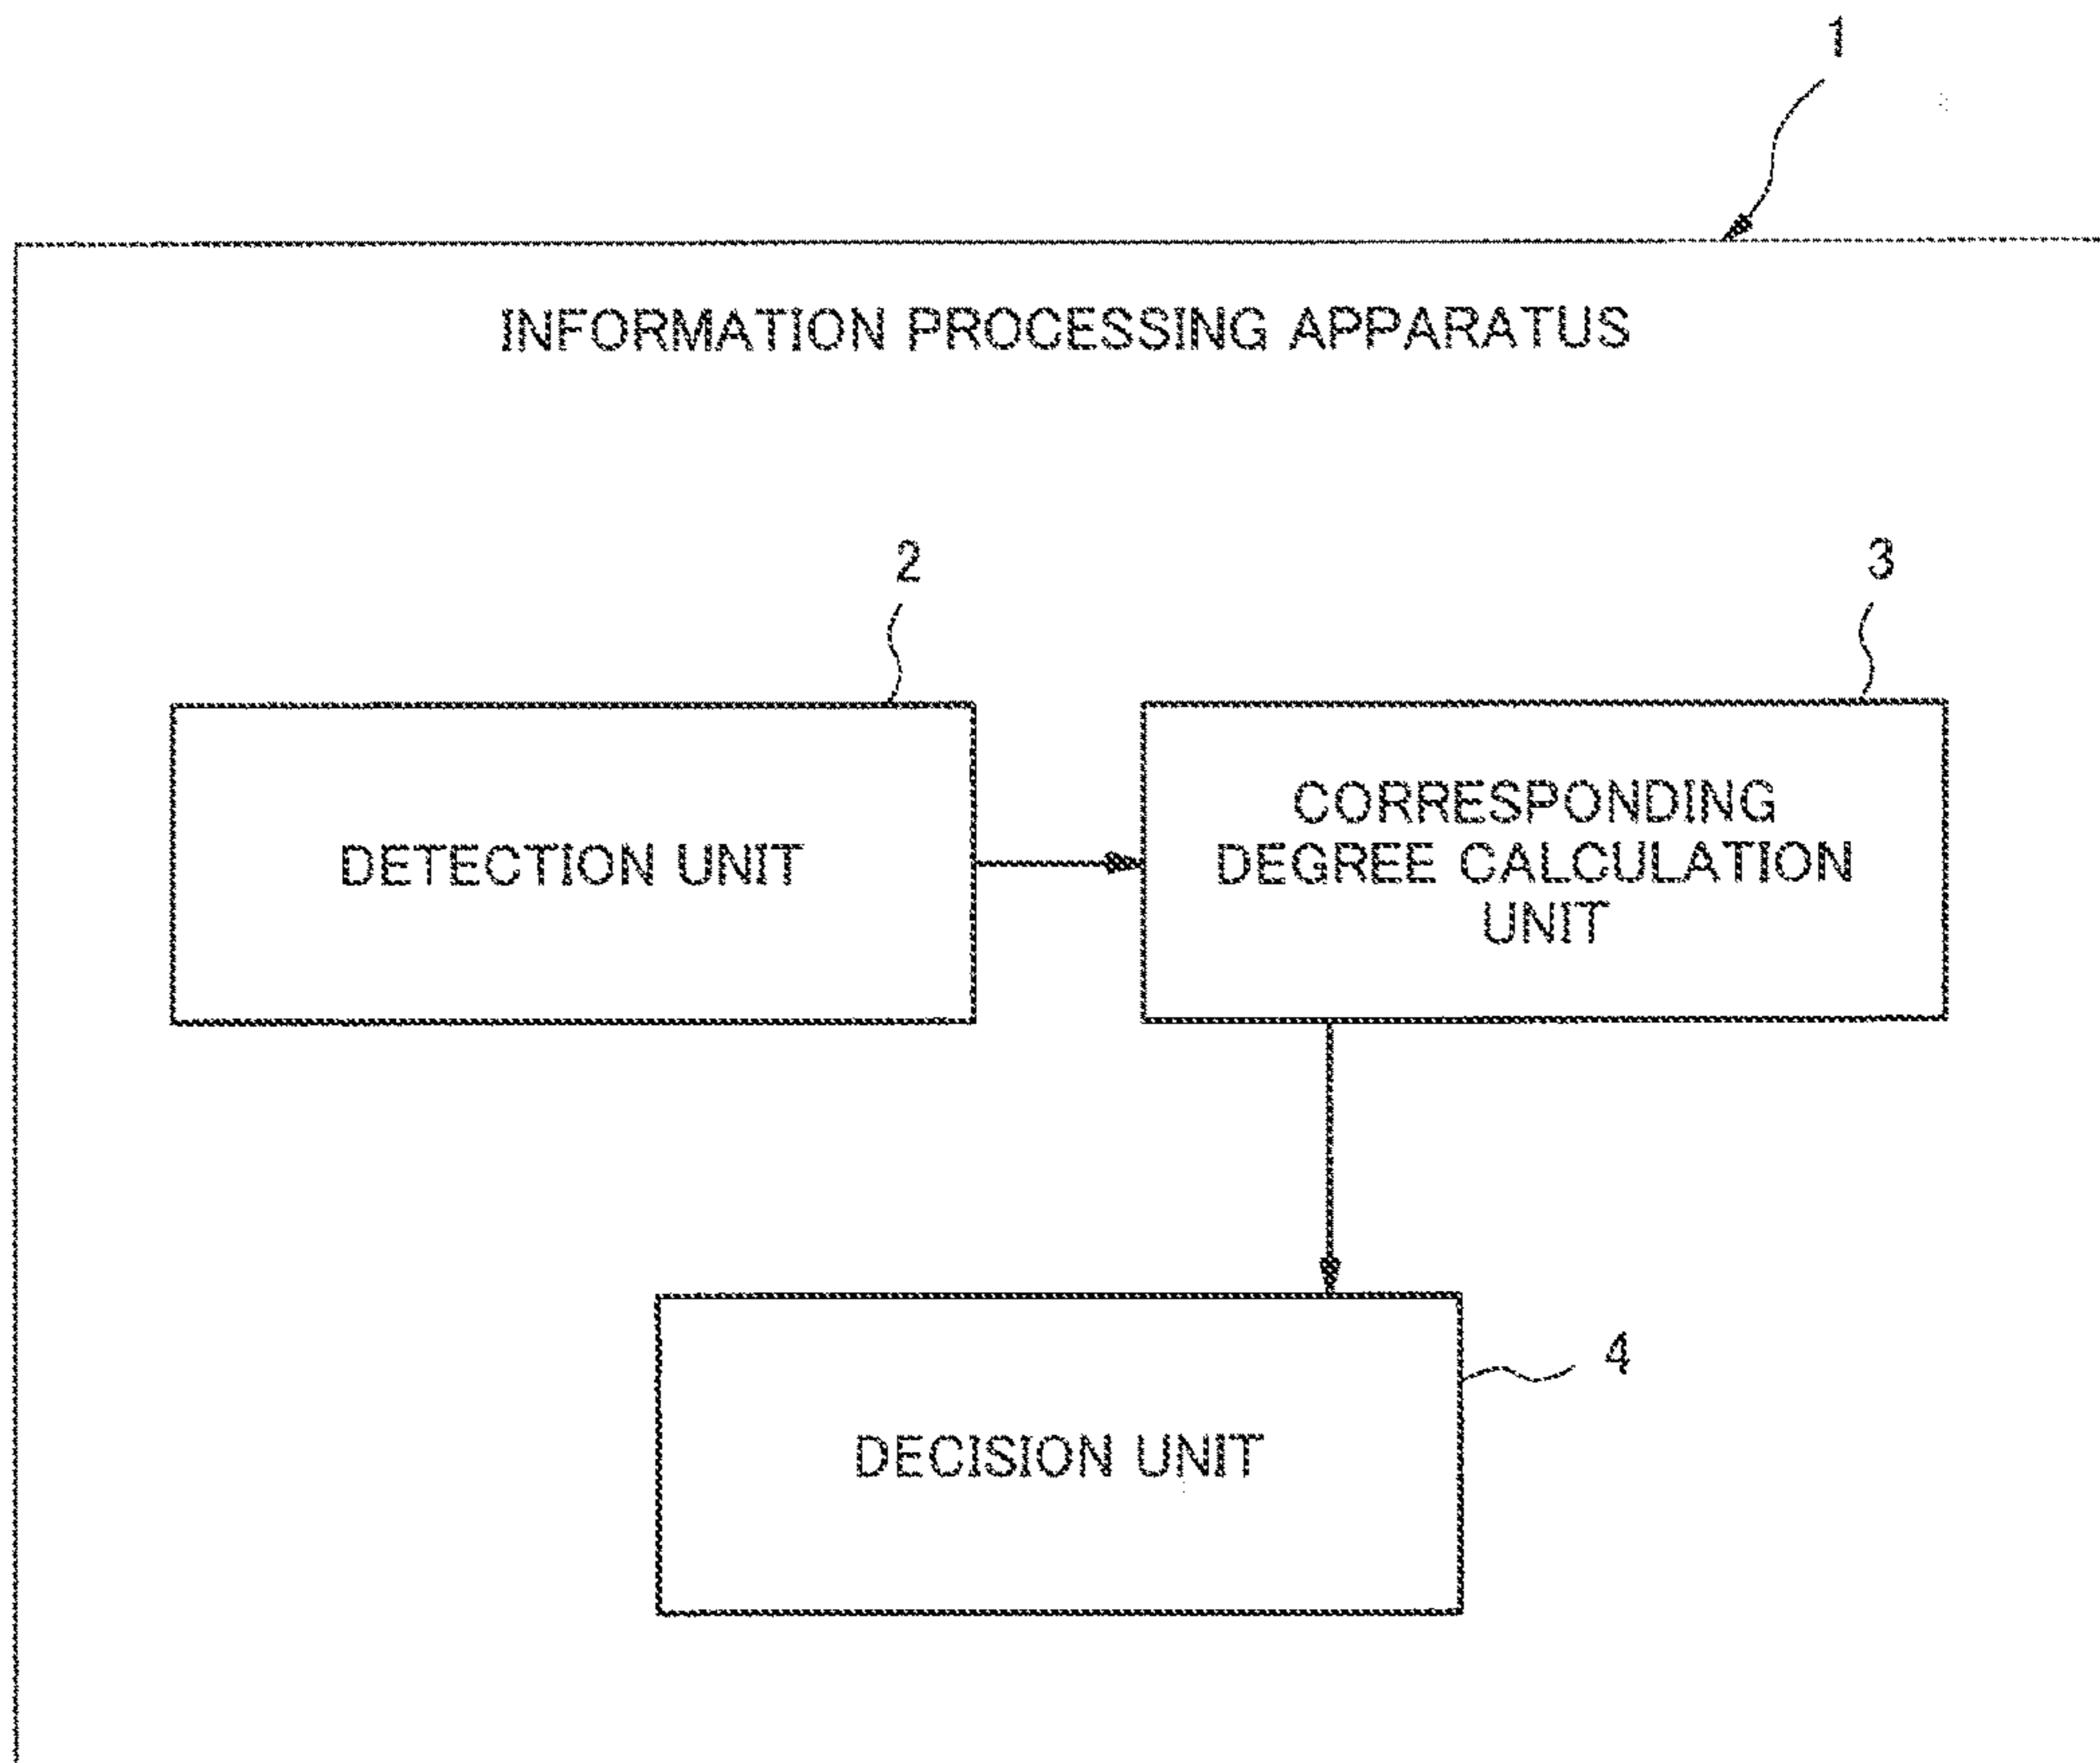 1
INFORMATION PROCESSING APPARATUS
2
3
DETECTION UNIT
CORRESPONDING
DEGREE CALCULATION
UNIT
4
DECISION UNIT